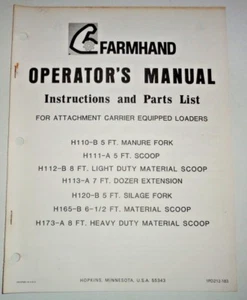 FARMHAND
OPERATOR'S MANUAL
Instructions and Parts List
FOR ATTACHMENT CARRIER EQUIPPED LOADERS
H110-B 5 FT. MANURE FORK
H111-A 5 FT. SCOOP
H112-B 8 FT. LIGHT DUTY MATERIAL SCOOP
H113-A 7 FT. DOZER EXTENSION
H120-B 5 FT. SILAGE FORK
H165-B 6-1/2 FT. MATERIAL SCOOP
H173-A 8 FT. HEAVY DUTY MATERIAL SCOOP
HOPKINS, MINNESOTA, U.S.A. 55343